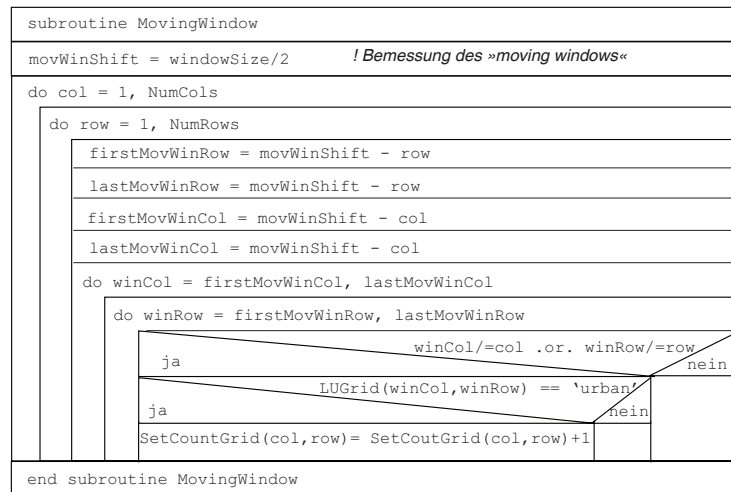 subroutine MovingWindow
movWinShift = windowSize/2 ! Bemessung des »moving windows«
do col = 1, NumCols
do row = 1, NumRows
firstMovWinRow = movWinShift - row
lastMovWinRow = movWinShift - row
firstMovWinCol = movWinShift - col
lastMovWinCol = movWinShift - col
do winCol = firstMovWinCol, lastMovWinCol
do winRow = firstMovWinRow, lastMovWinRow
winCol/=col .or. winRow/=row
ja nein
LUGrid(winCol,winRow) == ‘urban’
ja nein
SetCountGrid(col,row)= SetCoutGrid(col,row)+1
end subroutine MovingWindow